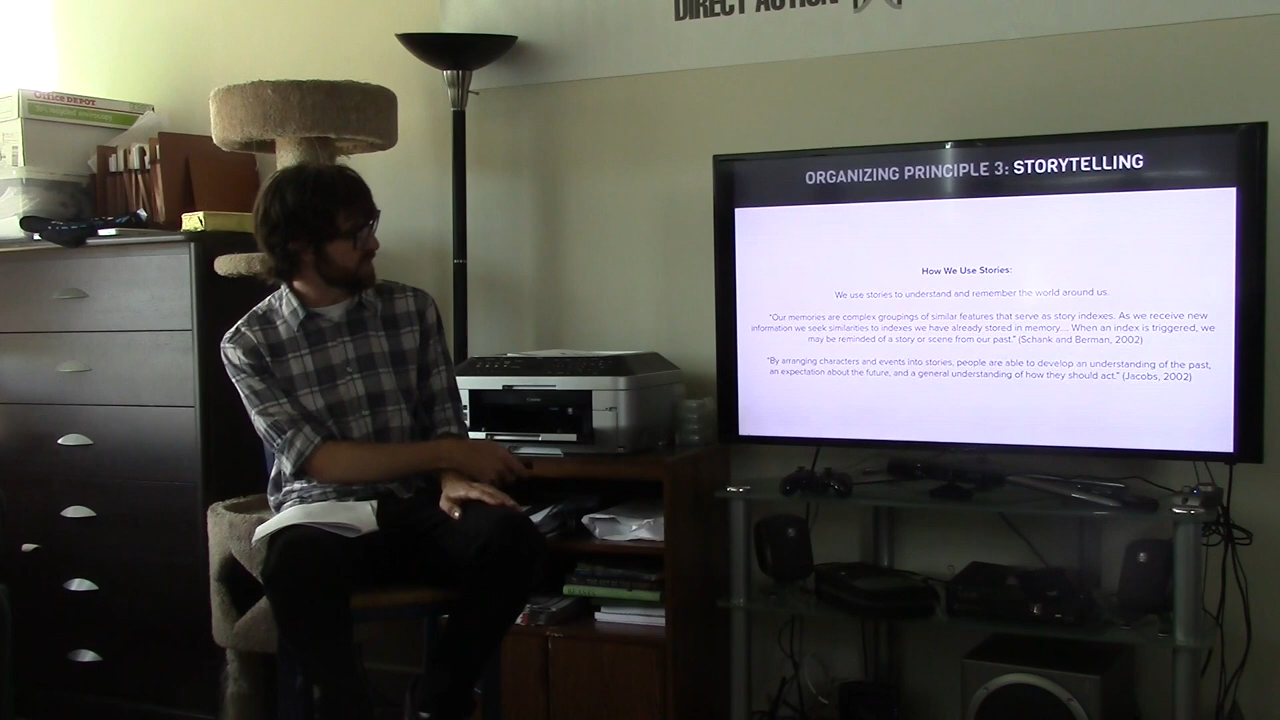 DIRECT ACTION
Office DEPOT
ORGANIZING PRINCIPLE 3: STORYTELLING
How We Use Stories:
We use stories to understand and remember the world around us.
"Our memories are complex groupings of similar features that serve as story indexes. As we receive new
information we seek similarities to indexes we have already stored in memory.... When an index is triggered, we
may be reminded of a story or scene from our past." (Schank and Berman, 2002)
"By arranging characters and events into stories, people are able to develop an understanding of the past,
an expectation about the future, and a general understanding of how they should act." (Jacobs, 2002)
Canon